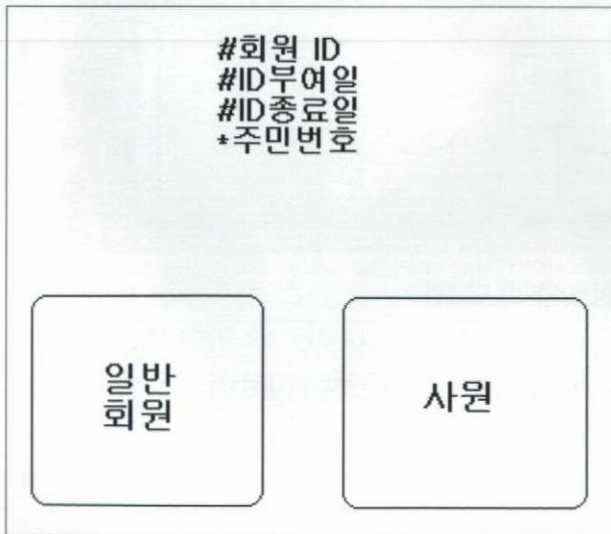 #회원 ID
#ID부여일
#ID종료일
*주민번호
일반
회원
사원